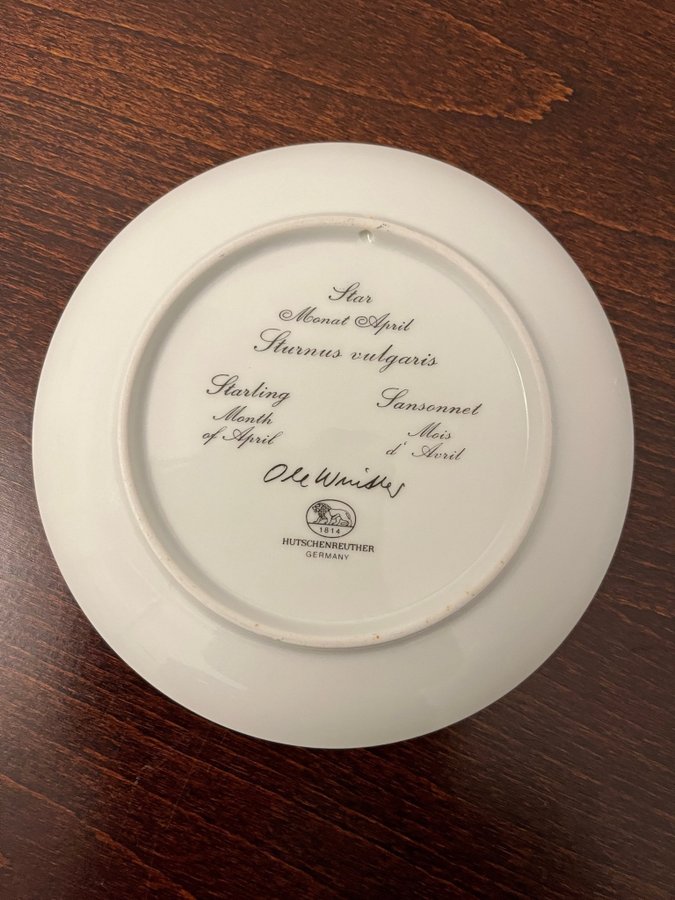 Star
Monat April
Sturnus vulgaris
Starling
Month
of April
Sansonnet
Mois
d' Avril
Ole Winther
1814
HUTSCHENREUTHER
GERMANY